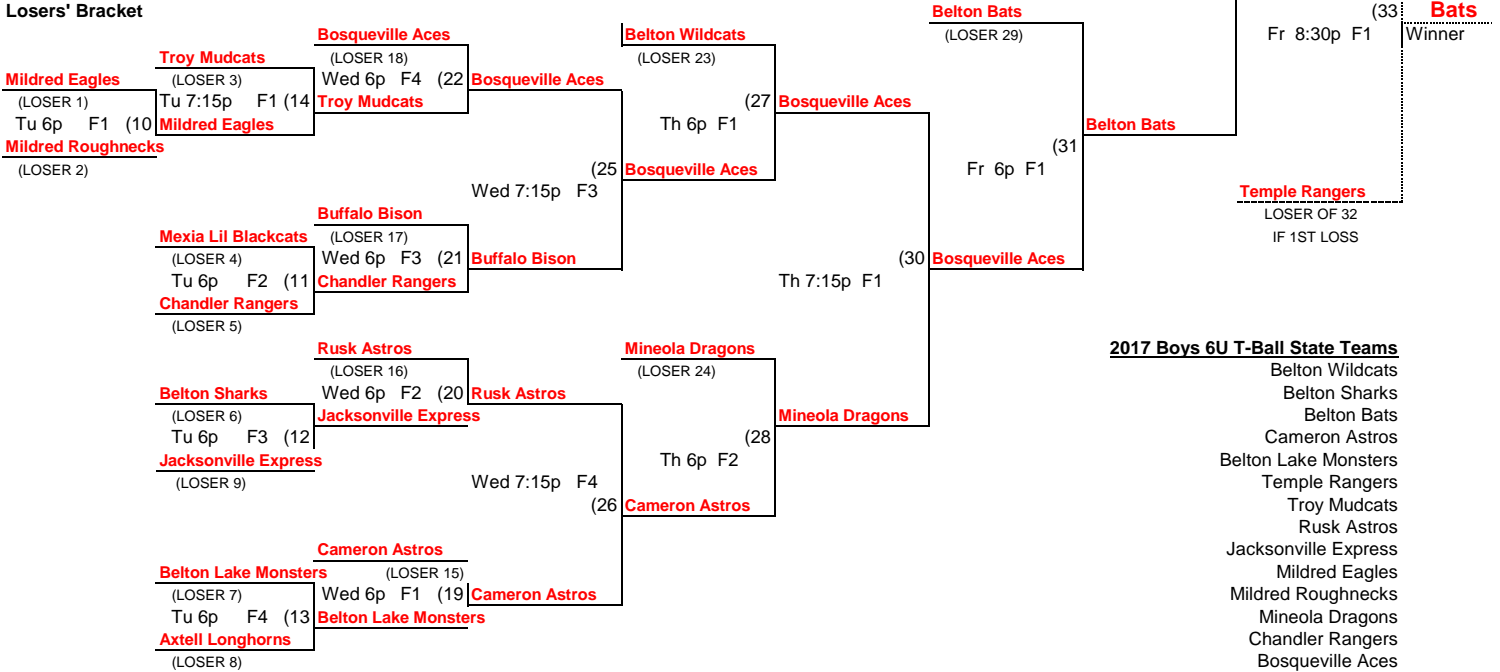 Losers' Bracket
Belton Bats
(33
Bats
Bosqueville Aces
Belton Wildcats
(LOSER 29)
Fr 8:30p F1
Winner
Troy Mudcats
(LOSER 18)
(LOSER 23)
Mildred Eagles
(LOSER 3)
Wed 6p F4 (22
Bosqueville Aces
(LOSER 1)
Tu 7:15p F1 (14
Troy Mudcats
(27
Bosqueville Aces
Tu 6p F1 (10
Mildred Eagles
Th 6p F1
Belton Bats
Mildred Roughnecks
(31
(LOSER 2)
(25
Bosqueville Aces
Fr 6p F1
Wed 7:15p F3
Temple Rangers
Buffalo Bison
LOSER OF 32
Mexia Lil Blackcats
(LOSER 17)
IF 1ST LOSS
(LOSER 4)
Wed 6p F3 (21
Buffalo Bison
(30
Bosqueville Aces
Tu 6p F2 (11
Chandler Rangers
Th 7:15p F1
Chandler Rangers
(LOSER 5)
Rusk Astros
Mineola Dragons
2017 Boys 6U T-Ball State Teams
(LOSER 16)
(LOSER 24)
Belton Wildcats
Belton Sharks
Wed 6p F2 (20
Rusk Astros
Belton Sharks
(LOSER 6)
Jacksonville Express
Mineola Dragons
Belton Bats
Tu 6p F3 (12
(28
Cameron Astros
Jacksonville Express
Th 6p F2
Belton Lake Monsters
(LOSER 9)
Wed 7:15p F4
Temple Rangers
(26
Cameron Astros
Troy Mudcats
Rusk Astros
Cameron Astros
Jacksonville Express
Belton Lake Monsters
(LOSER 15)
Mildred Eagles
(LOSER 7)
Wed 6p F1 (19
Cameron Astros
Mildred Roughnecks
Tu 6p F4 (13
Belton Lake Monsters
Mineola Dragons
Axtell Longhorns
Chandler Rangers
(LOSER 8)
Bosqueville Aces